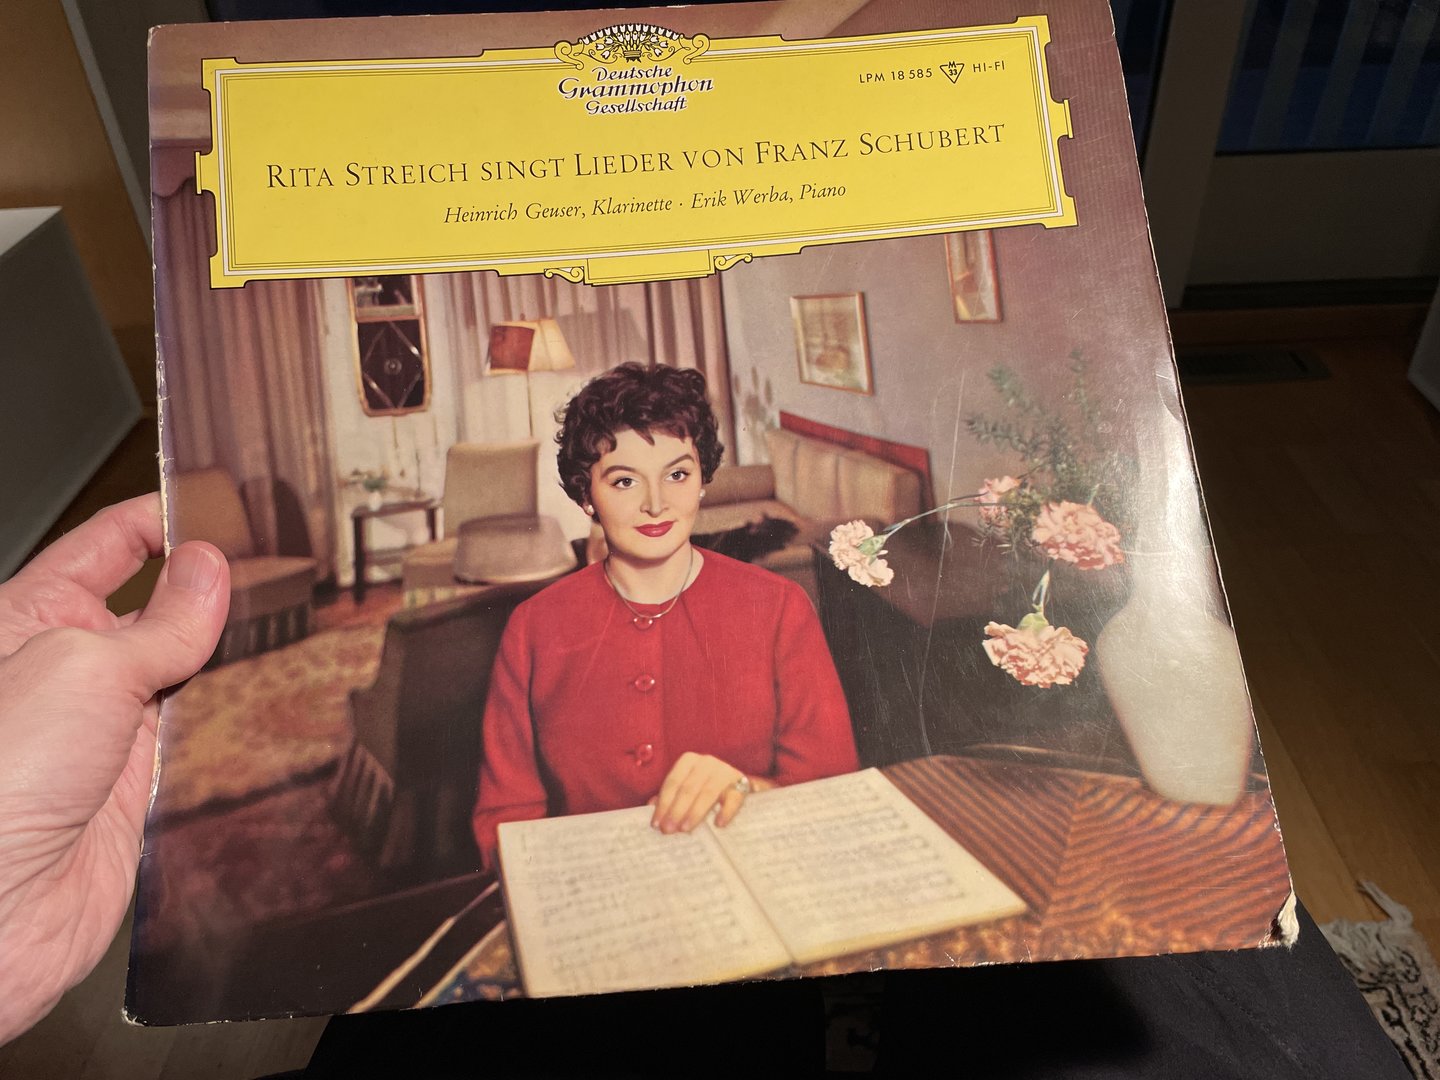 Deutsche
Grammophon
Gesellschaft
LPM 18 585 M 33 HI-FI
RITA STREICH SINGT LIEDER VON FRANZ SCHUBERT
Heinrich Geuser, Klarinette · Erik Werba, Piano